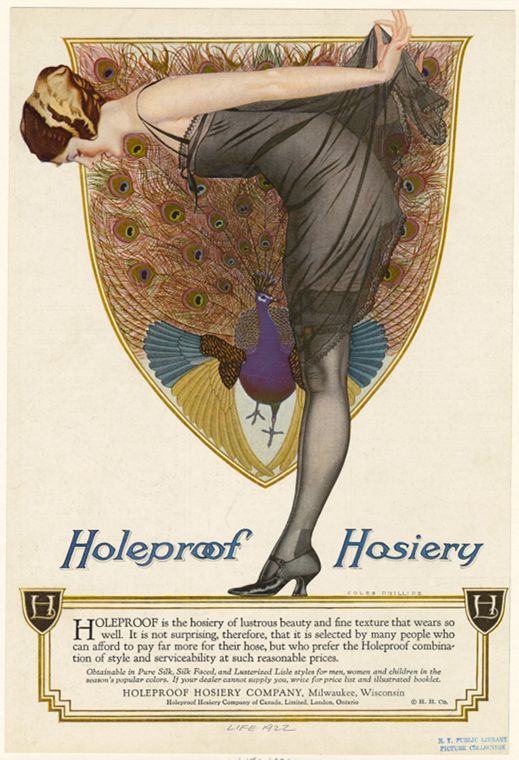 Holeproof Hosiery
COLES PHILLIPS
H H
HOLEPROOF is the hosiery of lustrous beauty and fine texture that wears so
well. It is not surprising, therefore, that it is selected by many people who
can afford to pay far more for their hose, but who prefer the Holeproof combina-
tion of style and serviceability at such reasonable prices.
Obtainable in Pure Silk, Silk Faced, and Lusterized Lisle styles for men, women and children in the
season's popular colors. If your dealer cannot supply you, write for price list and illustrated booklet.
HOLEPROOF HOSIERY COMPANY, Milwaukee, Wisconsin
Holeproof Hosiery Company of Canada, Limited, London, Ontario © H. H. Co.
LIFE 1922
N. Y. PUBLIC LIBRARY
PICTURE COLLECTION